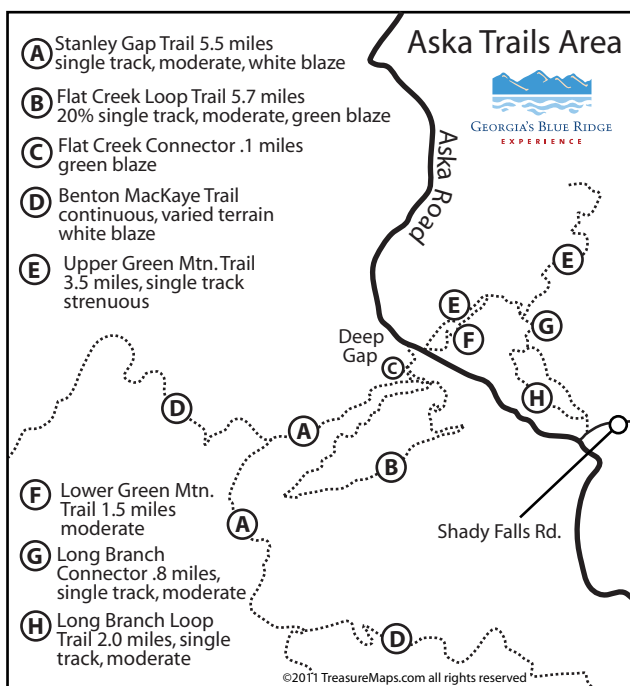 Aska Trails Area
GEORGIA'S BLUE RIDGE
EXPERIENCE
A
Stanley Gap Trail 5.5 miles
single track, moderate, white blaze
B
Flat Creek Loop Trail 5.7 miles
20% single track, moderate, green blaze
C
Flat Creek Connector .1 miles
green blaze
D
Benton MacKaye Trail
continuous, varied terrain
white blaze
E
Upper Green Mtn. Trail
3.5 miles, single track
strenuous
Aska Road
E
E
F
G
Deep
Gap
C
H
D
A
B
Shady Falls Rd.
A
D
F
Lower Green Mtn.
Trail 1.5 miles
moderate
G
Long Branch
Connector .8 miles,
single track, moderate
H
Long Branch Loop
Trail 2.0 miles, single
track, moderate
©2011 TreasureMaps.com all rights reserved